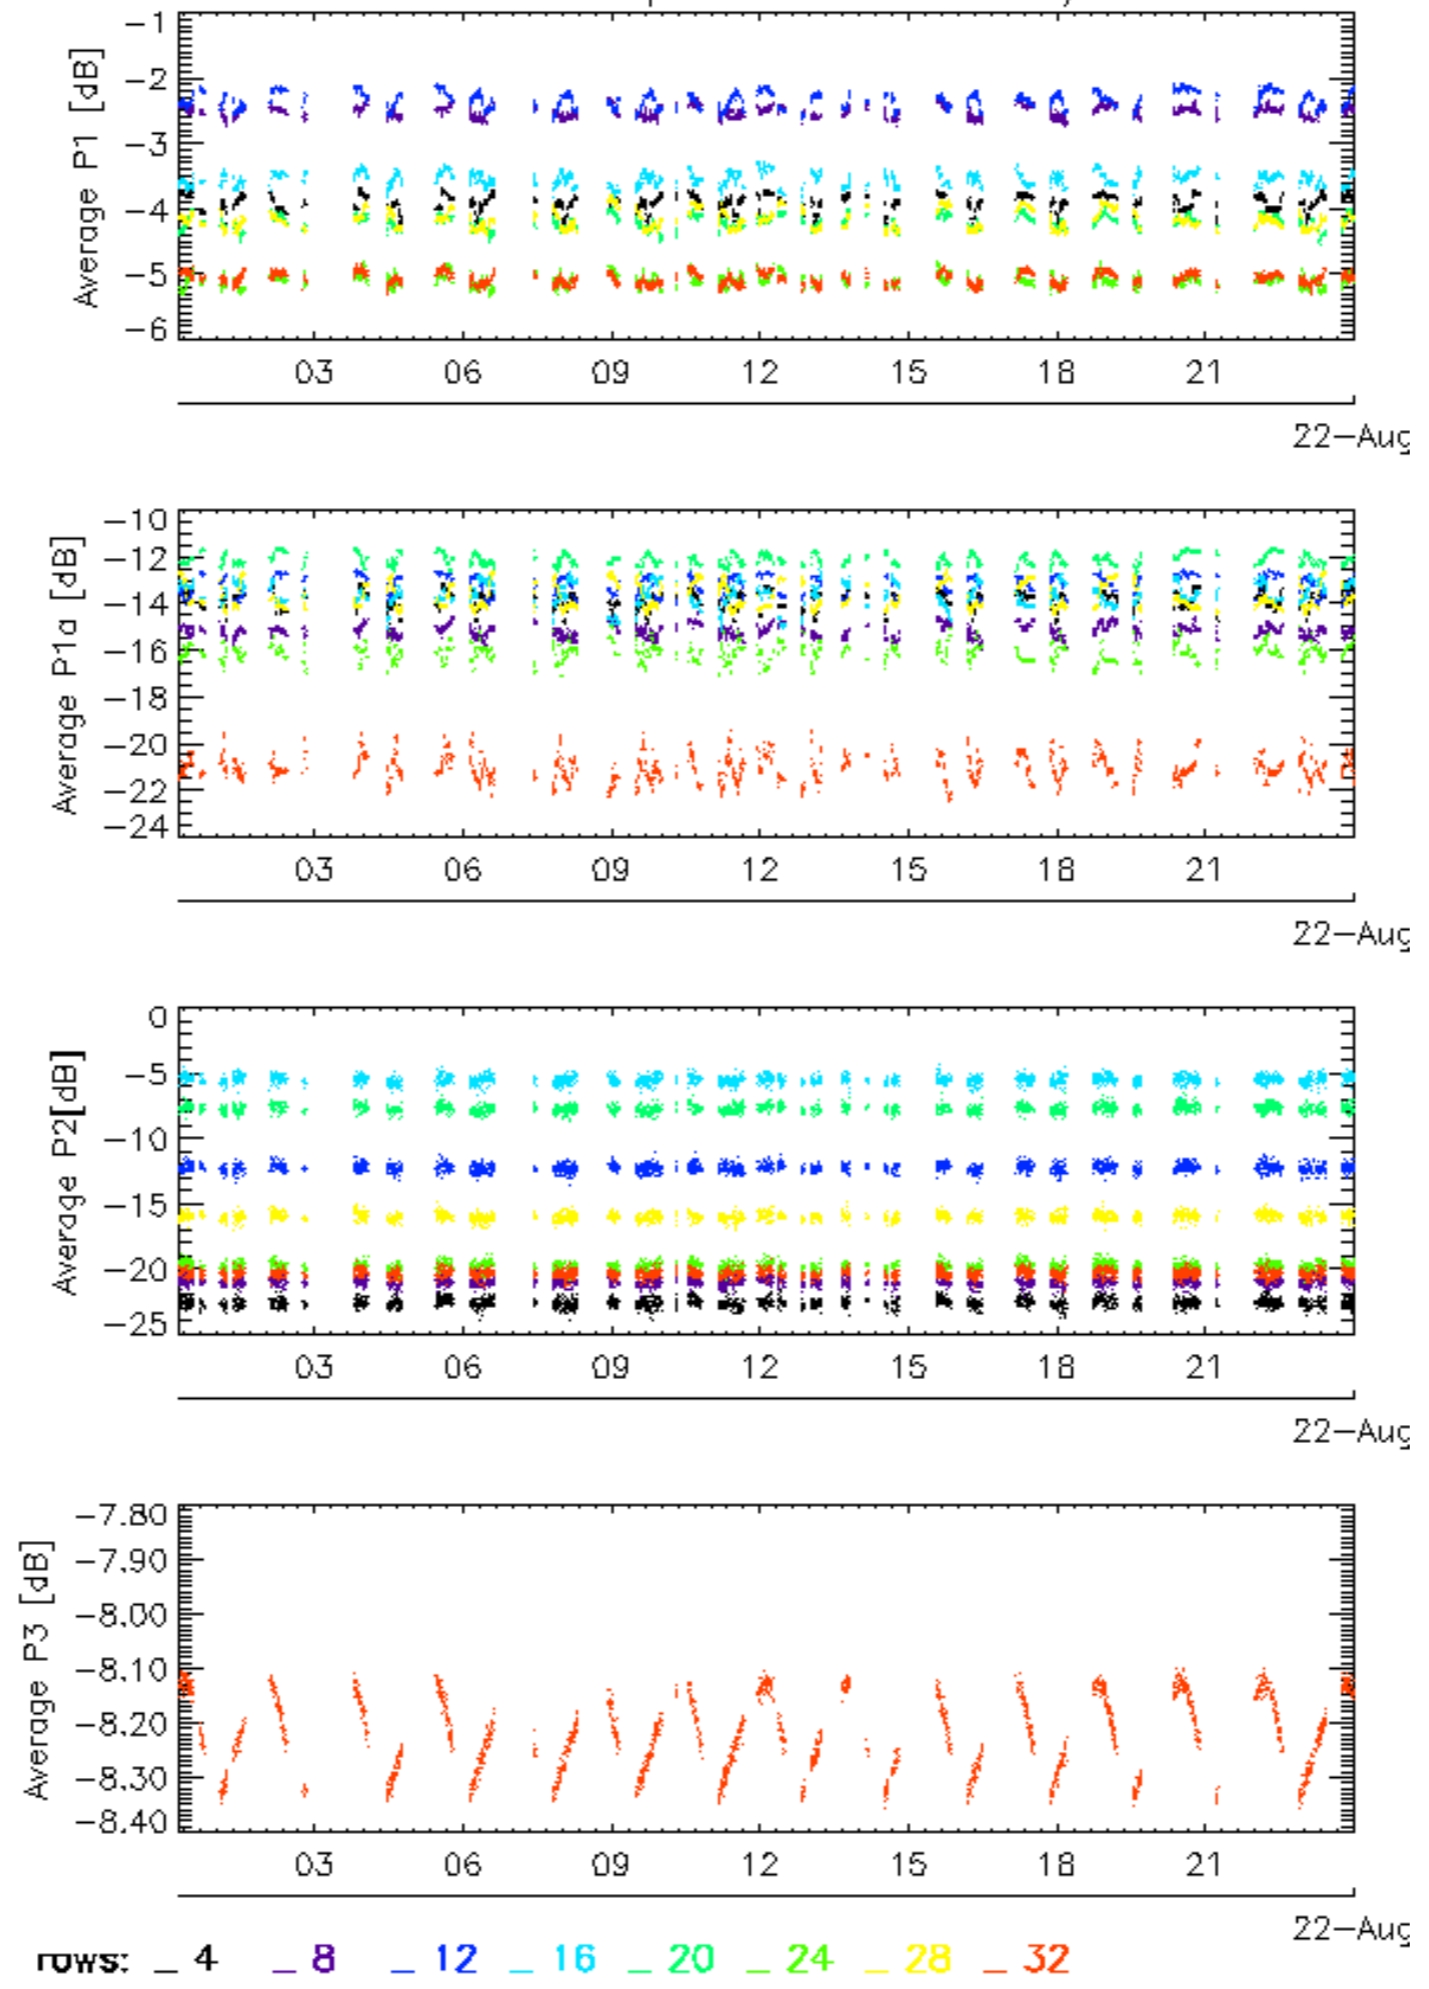 Average P1 [dB]
-1
-2
-3
-4
-5
-6
03 06 09 12 15 18 21
22-Aug
Average P1a [dB]
-10
-12
-14
-16
-18
-20
-22
-24
03 06 09 12 15 18 21
22-Aug
Average P2[dB]
0
-5
-10
-15
-20
-25
03 06 09 12 15 18 21
22-Aug
Average P3 [dB]
-7.80
-7.90
-8.00
-8.10
-8.20
-8.30
-8.40
03 06 09 12 15 18 21
22-Aug
rows: _ 4 _ 8 _ 12 _ 16 _ 20 _ 24 _ 28 _ 32